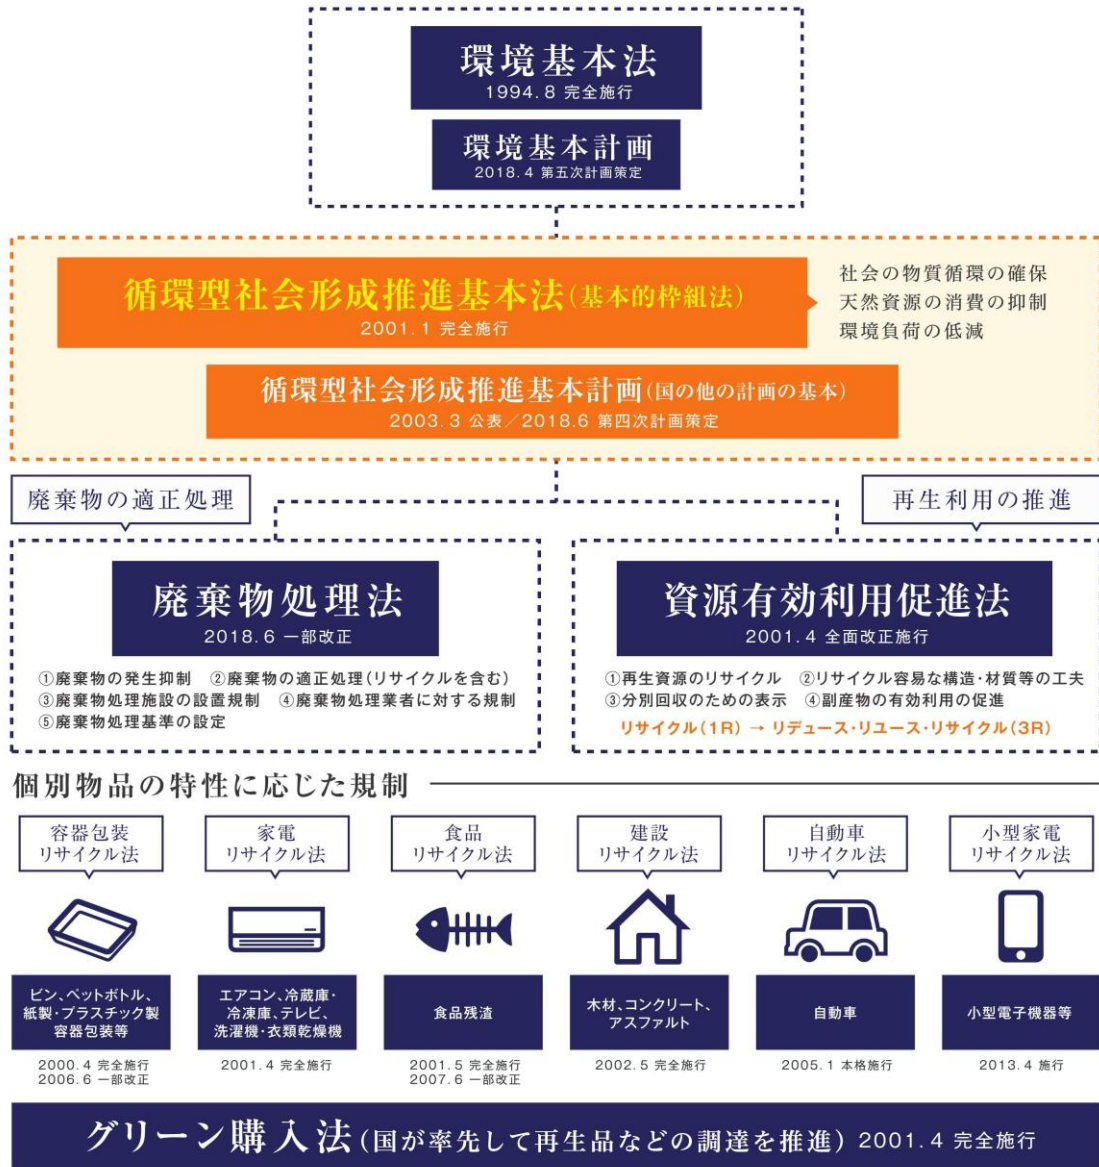 環境基本法
1994.8 完全施行
環境基本計画
2018.4 第五次計画策定
循環型社会形成推進基本法(基本的枠組法)
2001.1 完全施行
社会の物質循環の確保
天然資源の消費の抑制
環境負荷の低減
循環型社会形成推進基本計画(国の他の計画の基本)
2003.3 公表／2018.6 第四次計画策定
廃棄物の適正処理
廃棄物処理法
2018.6 一部改正
①廃棄物の発生抑制 ②廃棄物の適正処理(リサイクルを含む)
③廃棄物処理施設の設置規制 ④廃棄物処理業者に対する規制
⑤廃棄物処理基準の設定
再生利用の推進
資源有効利用促進法
2001.4 全面改正施行
①再生資源のリサイクル ②リサイクル容易な構造・材質等の工夫
③分別回収のための表示 ④副産物の有効利用の促進
リサイクル(1R) → リデュース・リユース・リサイクル(3R)
個別物品の特性に応じた規制
容器包装
リサイクル法
ビン、ペットボトル、
紙製・プラスチック製
容器包装等
2000.4 完全施行
2006.6 一部改正
家電
リサイクル法
エアコン、冷蔵庫・
冷凍庫、テレビ、
洗濯機・衣類乾燥機
2001.4 完全施行
食品
リサイクル法
食品残渣
2001.5 完全施行
2007.6 一部改正
建設
リサイクル法
木材、コンクリート、
アスファルト
2002.5 完全施行
自動車
リサイクル法
自動車
2005.1 本格施行
小型家電
リサイクル法
小型電子機器等
2013.4 施行
グリーン購入法(国が率先して再生品などの調達を推進) 2001.4 完全施行